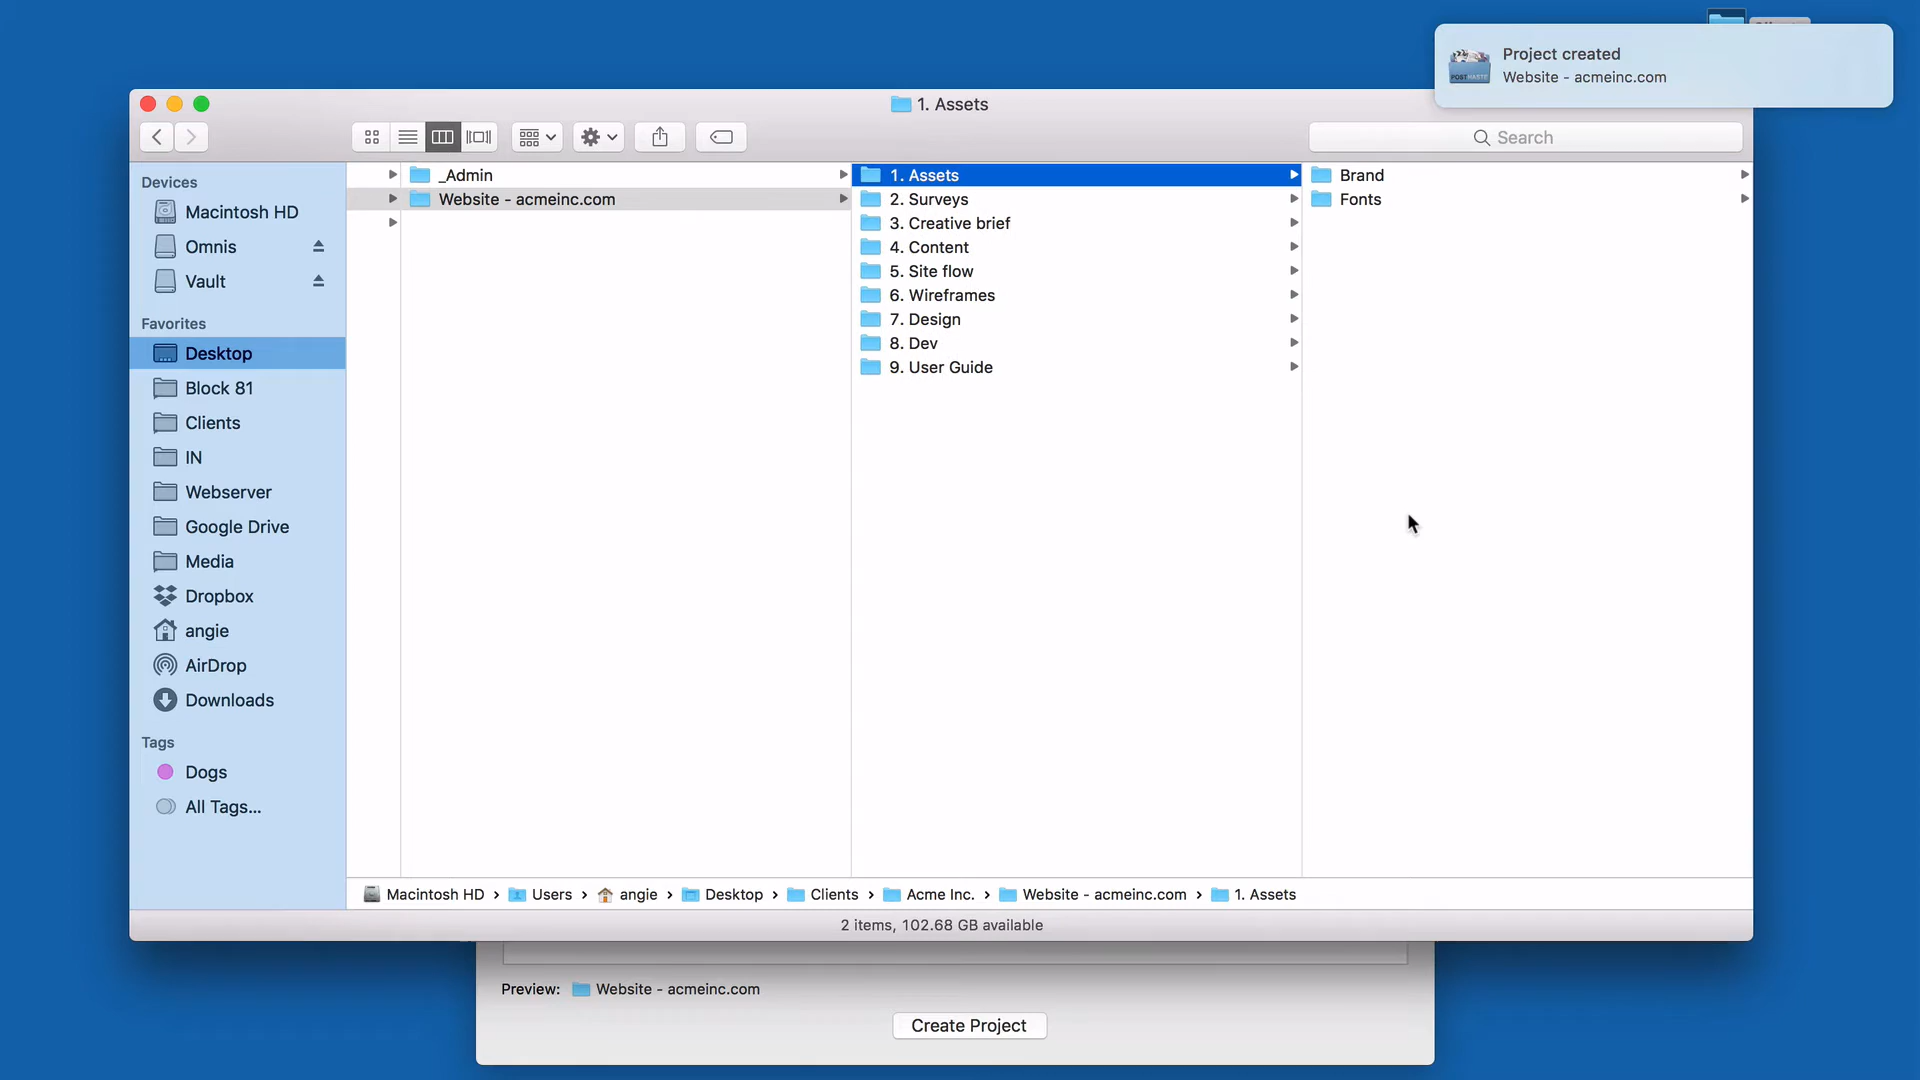 Project created
Website - acmeinc.com
POSTHASTE
1. Assets
Search
Devices
Macintosh HD
Omnis
Vault
Favorites
Desktop
Block 81
Clients
IN
Webserver
Google Drive
Media
Dropbox
angie
AirDrop
Downloads
Tags
Dogs
All Tags...
_Admin
Website - acmeinc.com
1. Assets
2. Surveys
3. Creative brief
4. Content
5. Site flow
6. Wireframes
7. Design
8. Dev
9. User Guide
Brand
Fonts
Macintosh HD › Users › angie › Desktop › Clients › Acme Inc. › Website - acmeinc.com › 1. Assets
2 items, 102.68 GB available
Preview: Website - acmeinc.com
Create Project